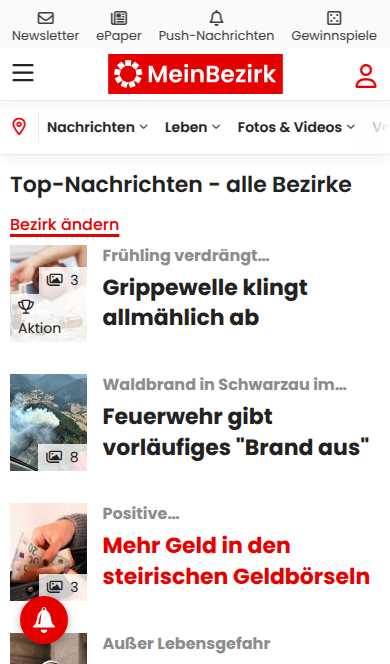 Newsletter ePaper Push-Nachrichten Gewinnspiele
MeinBezirk
Nachrichten Leben Fotos & Videos Ve
Top-Nachrichten - alle Bezirke
Bezirk ändern
Frühling verdrängt...
3
Grippewelle klingt
Aktion
allmählich ab
Waldbrand in Schwarzau im...
Feuerwehr gibt
vorläufiges "Brand aus"
8
Positive...
Mehr Geld in den
steirischen Geldbörseln
3
Außer Lebensgefahr